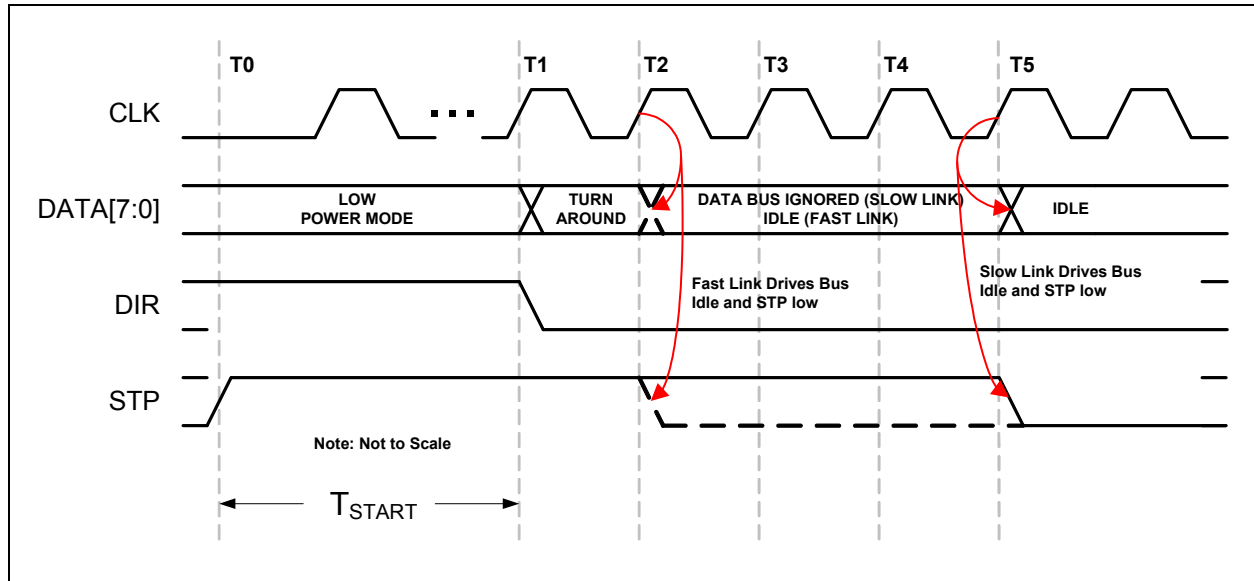 T0
T1
T2
T3
T4
T5
CLK
DATA[7:0]
LOW
POWER MODE
TURN
AROUND
DATA BUS IGNORED (SLOW LINK)
IDLE (FAST LINK)
IDLE
DIR
Fast Link Drives Bus
Idle and STP low
Slow Link Drives Bus
Idle and STP low
STP
Note: Not to Scale
TSTART